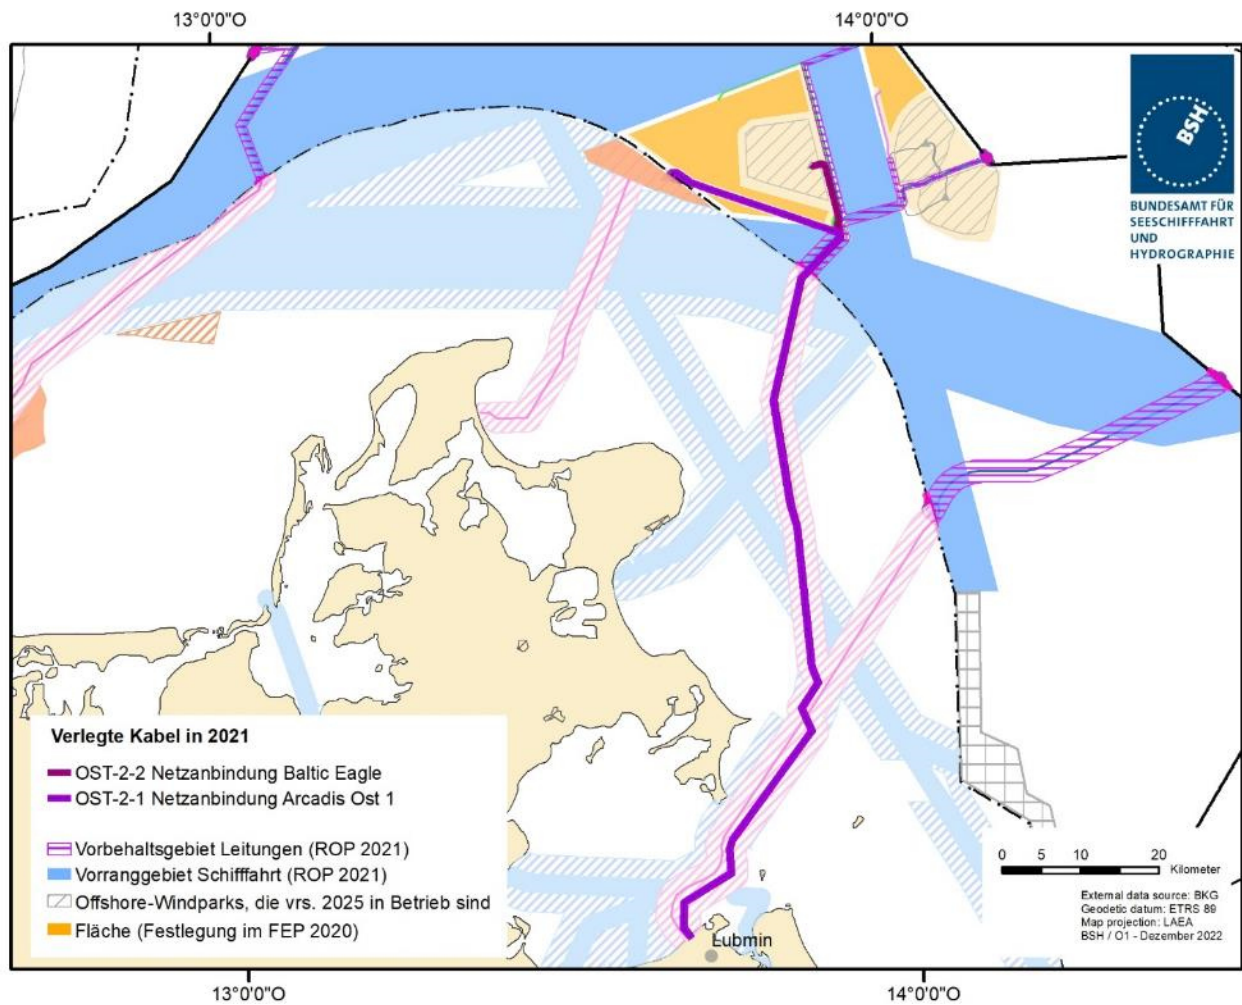 13°0'0"O
14°0'0"O
BSH
BUNDESAMT FÜR
SEESCHIFFFAHRT
UND
HYDROGRAPHIE
Verlegte Kabel in 2021
OST-2-2 Netzanbindung Baltic Eagle
OST-2-1 Netzanbindung Arcadis Ost 1
Vorbehaltsgebiet Leitungen (ROP 2021)
Vorranggebiet Schifffahrt (ROP 2021)
Offshore-Windparks, die vrs. 2025 in Betrieb sind
Fläche (Festlegung im FEP 2020)
0 5 10 20
Kilometer
External data source: BKG
Geodetic datum: ETRS 89
Map projection: LAEA
BSH / O1 - Dezember 2022
Lubmin
13°0'0"O
14°0'0"O